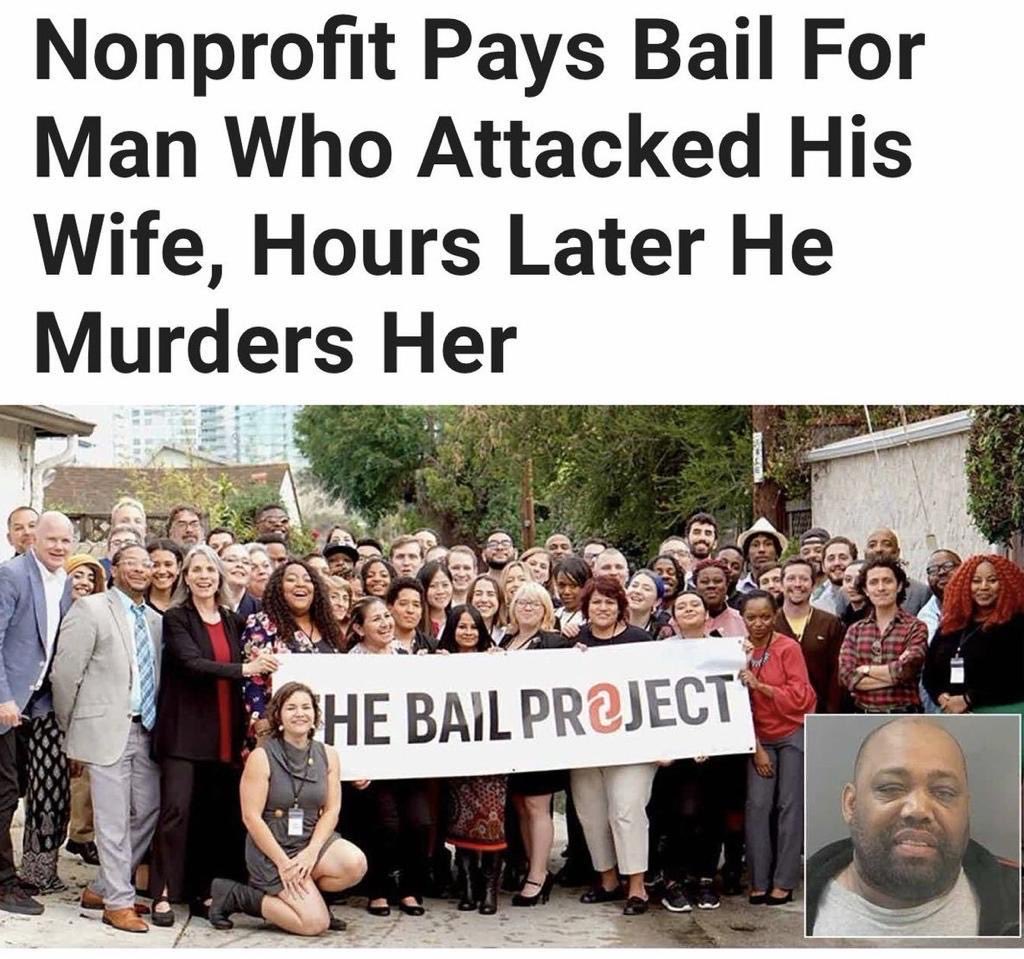 Nonprofit Pays Bail For
Man Who Attacked His
Wife, Hours Later He
Murders Her
HE BAIL PROJECT